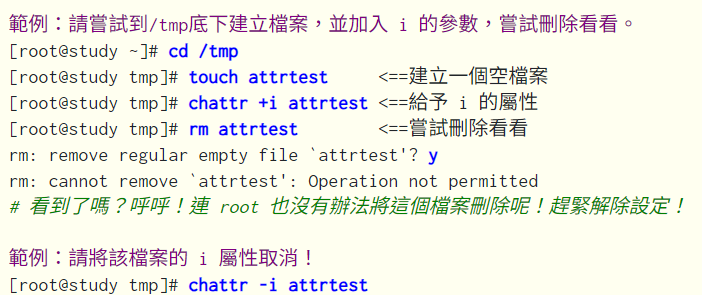 範例：請嘗試到/tmp底下建立檔案，並加入 i 的參數，嘗試刪除看看。
[root@study ~]# cd /tmp
[root@study tmp]# touch attrtest     <==建立一個空檔案
[root@study tmp]# chattr +i attrtest <==給予 i 的屬性
[root@study tmp]# rm attrtest        <==嘗試刪除看看
rm: remove regular empty file `attrtest'? y
rm: cannot remove `attrtest': Operation not permitted
# 看到了嗎？呼呼！連 root 也沒有辦法將這個檔案刪除呢！趕緊解除設定！
範例：請將該檔案的 i 屬性取消！
[root@study tmp]# chattr -i attrtest